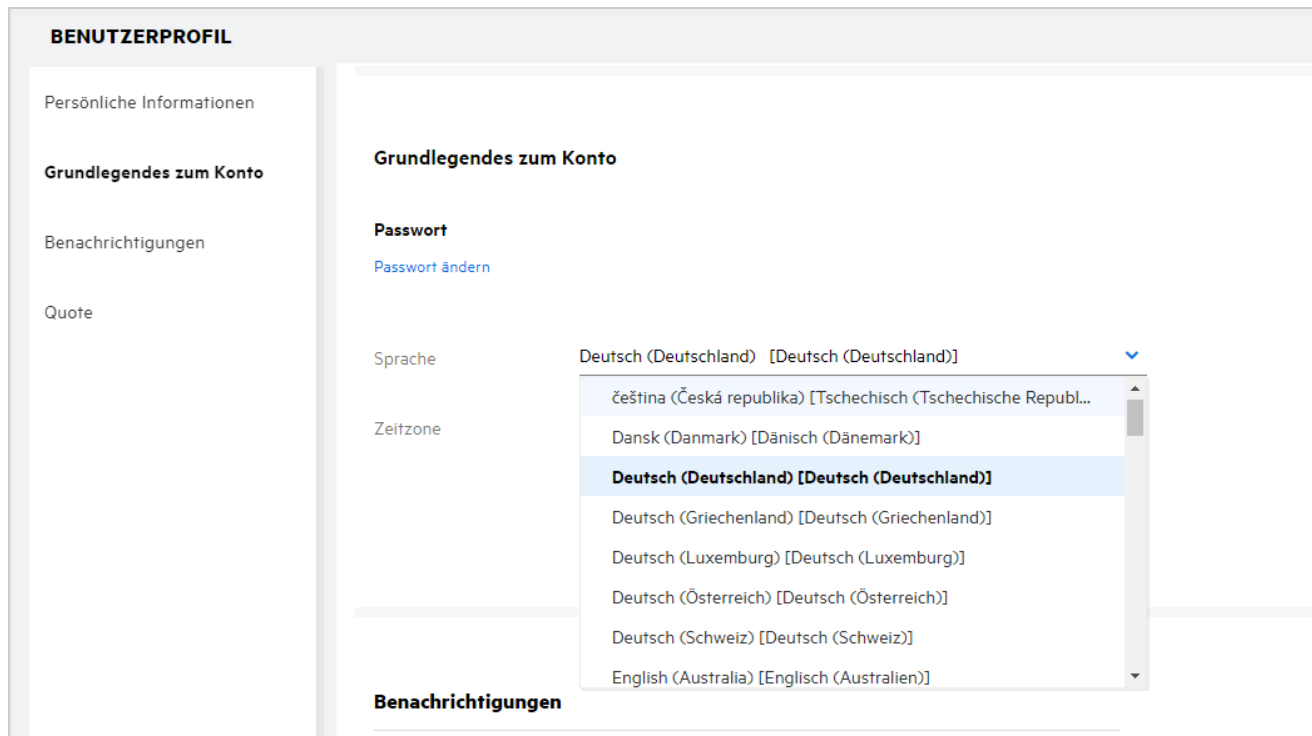 BENUTZERPROFIL
Persönliche Informationen
Grundlegendes zum Konto
Benachrichtigungen
Quote
Grundlegendes zum Konto
Passwort
Passwort ändern
Sprache
Deutsch (Deutschland) [Deutsch (Deutschland)]
čeština (Česká republika) [Tschechisch (Tschechische Republ...
Dansk (Danmark) [Dänisch (Dänemark)]
Zeitzone
Deutsch (Deutschland) [Deutsch (Deutschland)]
Deutsch (Griechenland) [Deutsch (Griechenland)]
Deutsch (Luxemburg) [Deutsch (Luxemburg)]
Deutsch (Österreich) [Deutsch (Österreich)]
Deutsch (Schweiz) [Deutsch (Schweiz)]
English (Australia) [Englisch (Australien)]
Benachrichtigungen